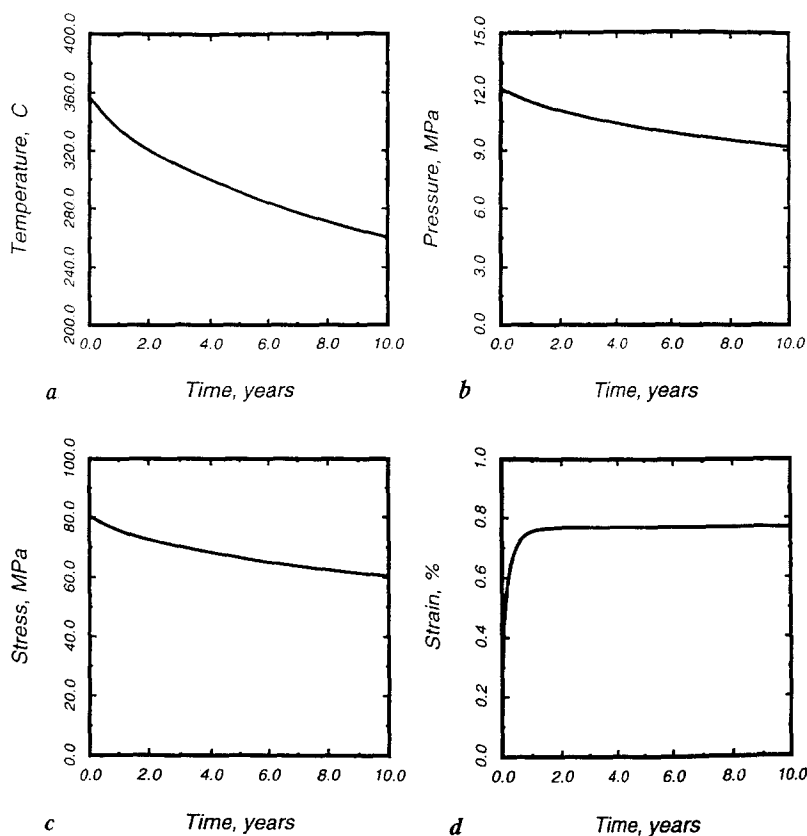 400.0
360.0
320.0
280.0
240.0
200.0
Temperature, C
0.0 2.0 4.0 6.0 8.0 10.0
a Time, years
15.0
12.0
9.0
6.0
3.0
0.0
Pressure, MPa
0.0 2.0 4.0 6.0 8.0 10.0
b Time, years
100.0
80.0
60.0
40.0
20.0
0.0
Stress, MPa
0.0 2.0 4.0 6.0 8.0 10.0
c Time, years
1.0
0.8
0.6
0.4
0.2
0.0
Strain, %
0.0 2.0 4.0 6.0 8.0 10.0
d Time, years